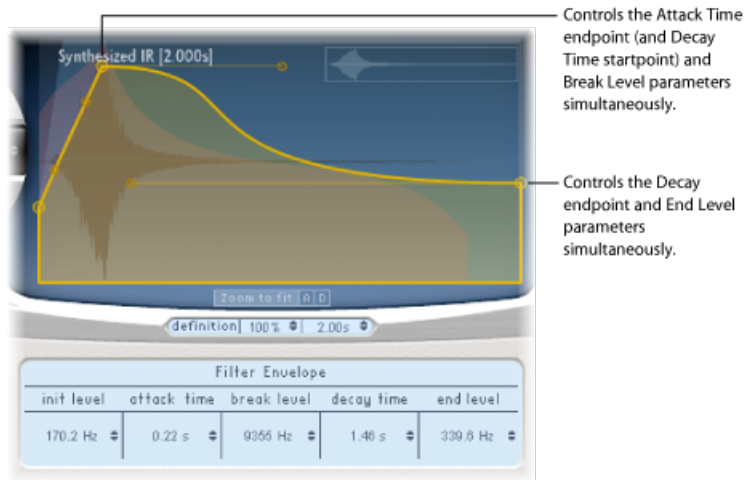 Controls the Attack Time
endpoint (and Decay
Time startpoint) and
Break Level parameters
simultaneously.
Synthesized IR [2.000s]
Controls the Decay
endpoint and End Level
parameters
simultaneously.
Zoom to fit A D
definition 100% 2.00s
Filter Envelope
init level attack time break level decay time end level
170.2 Hz 0.22 s 9355 Hz 1.46 s 339.6 Hz